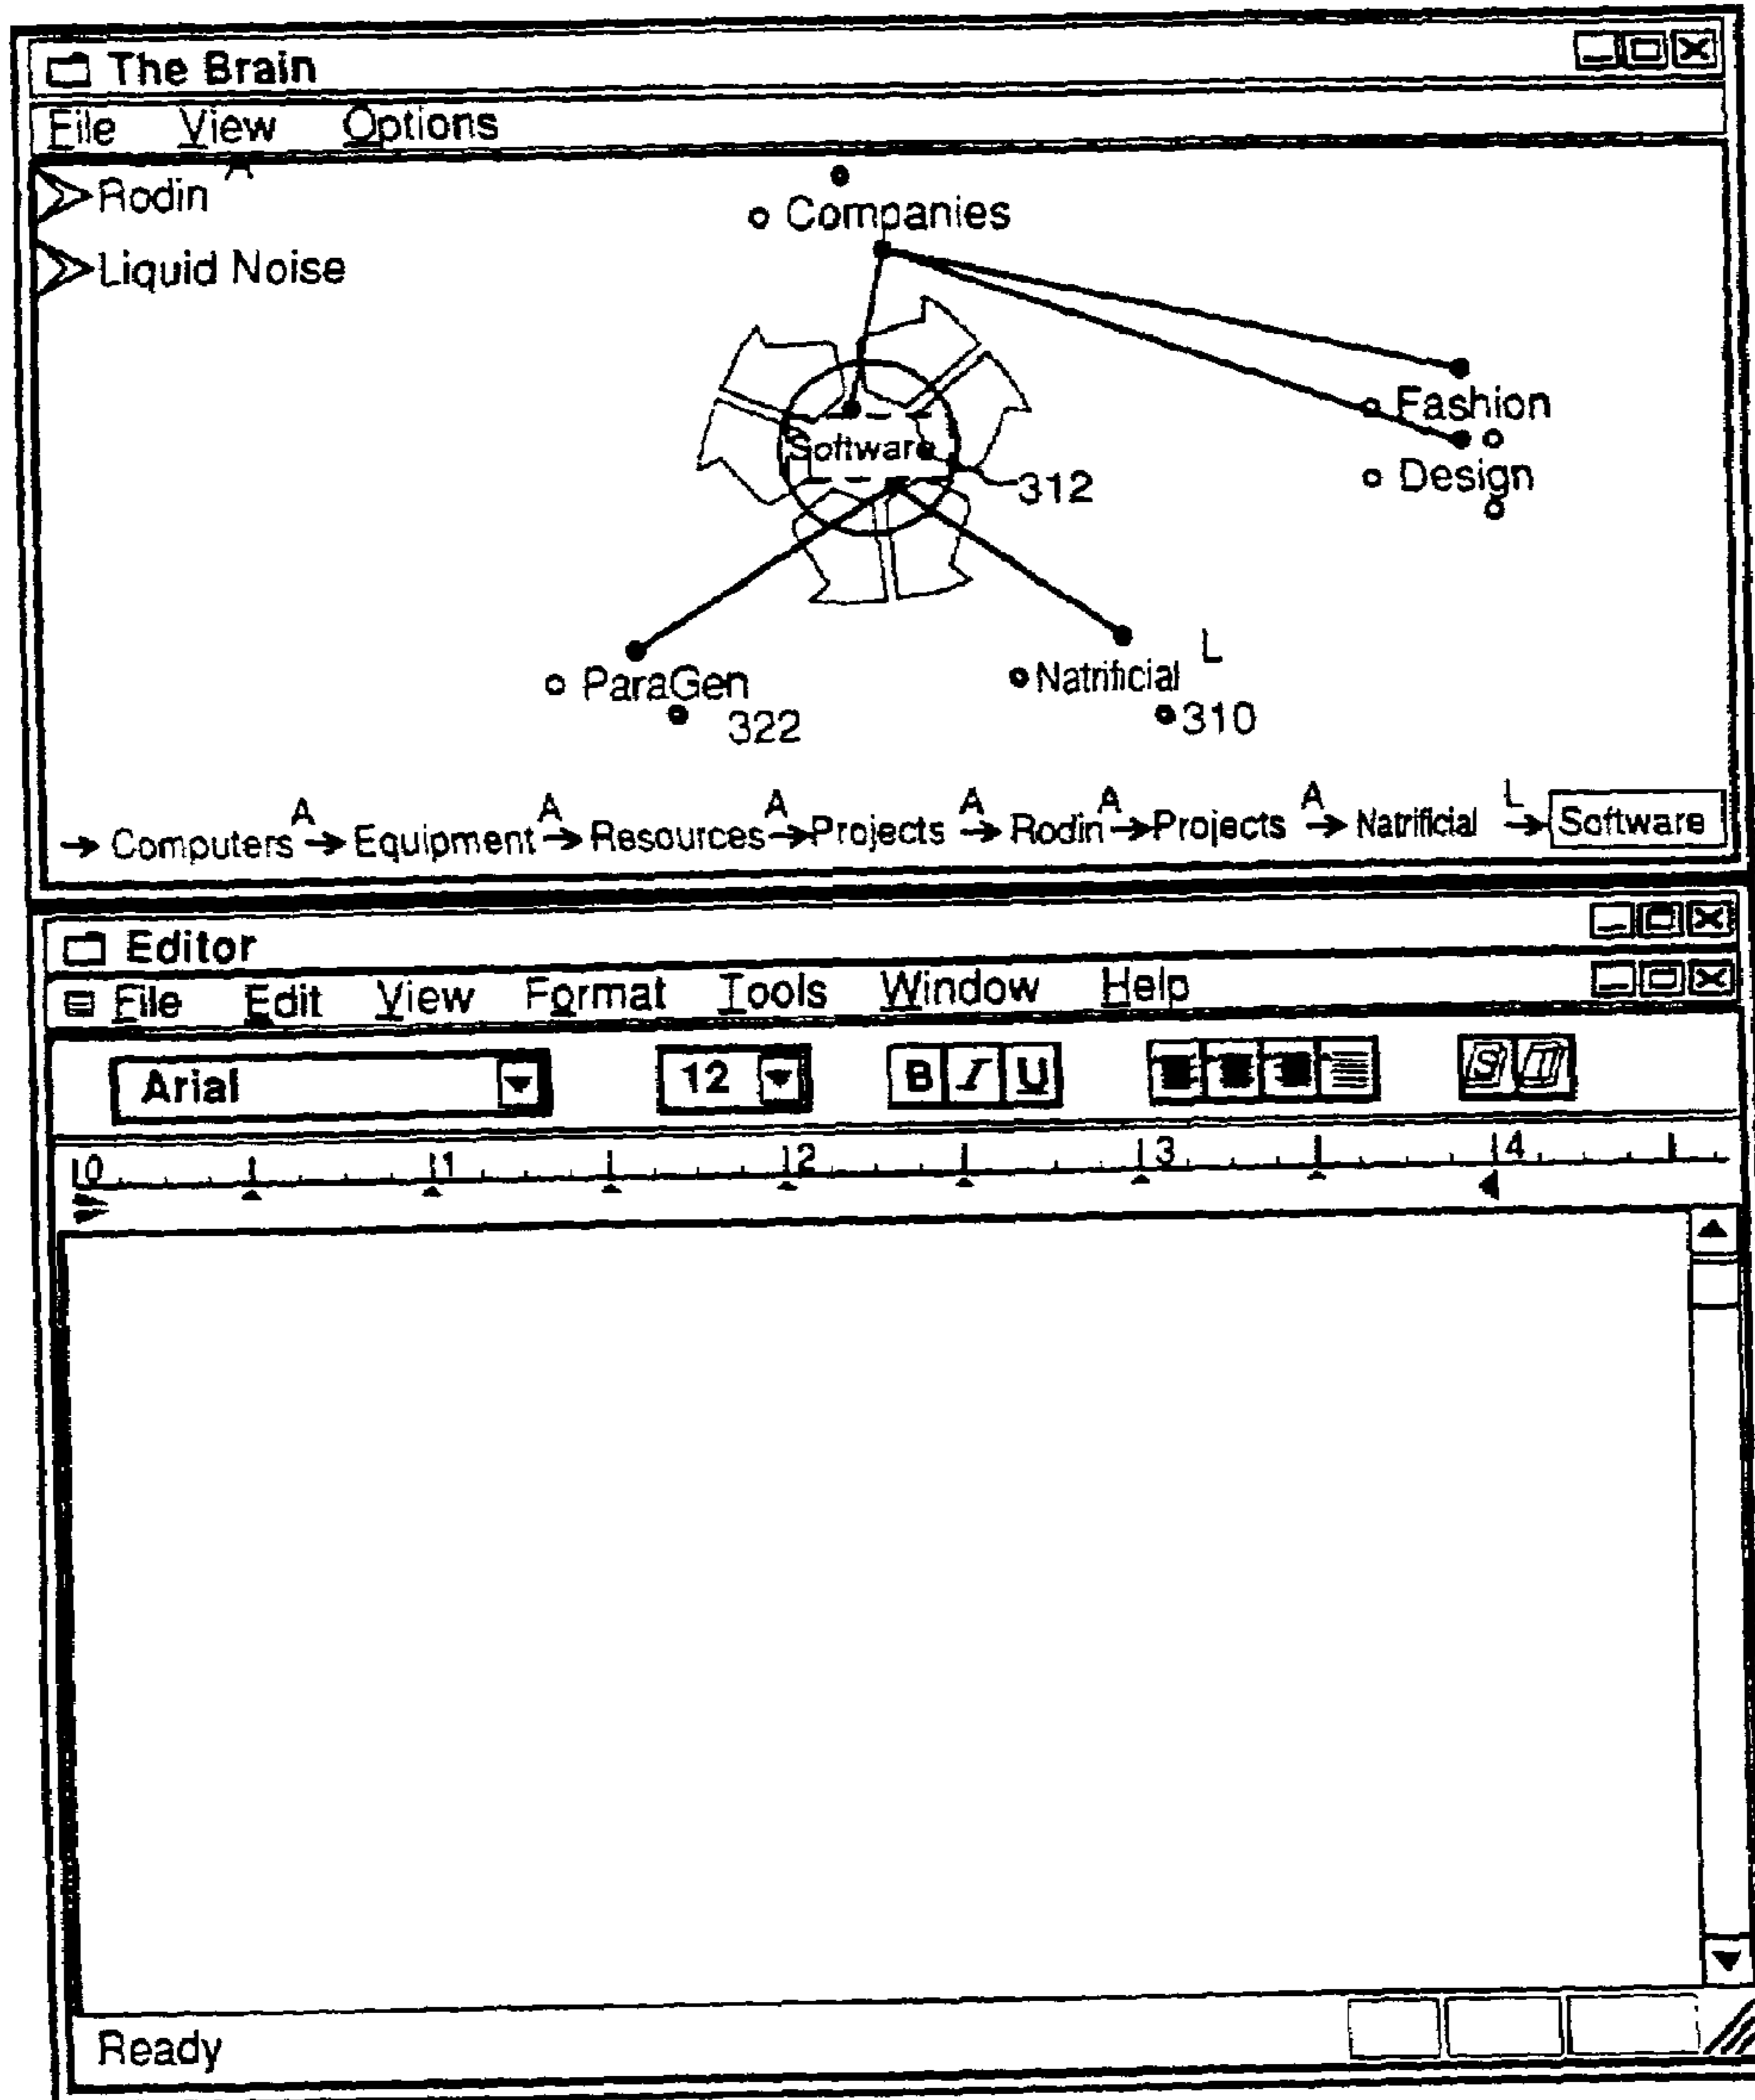 The Brain
File View Options
Rodin A
Companies
Liquid Noise
Fashion
Software
312
Design
L
ParaGen Natrificial
322 310
A A A A A A L
→ Computers → Equipment → Resources → Projects → Rodin → Projects → Natrificial → Software
Editor
File Edit View Format Tools Window Help
Arial 12 B I U S T
0 1 2 3 4
Ready